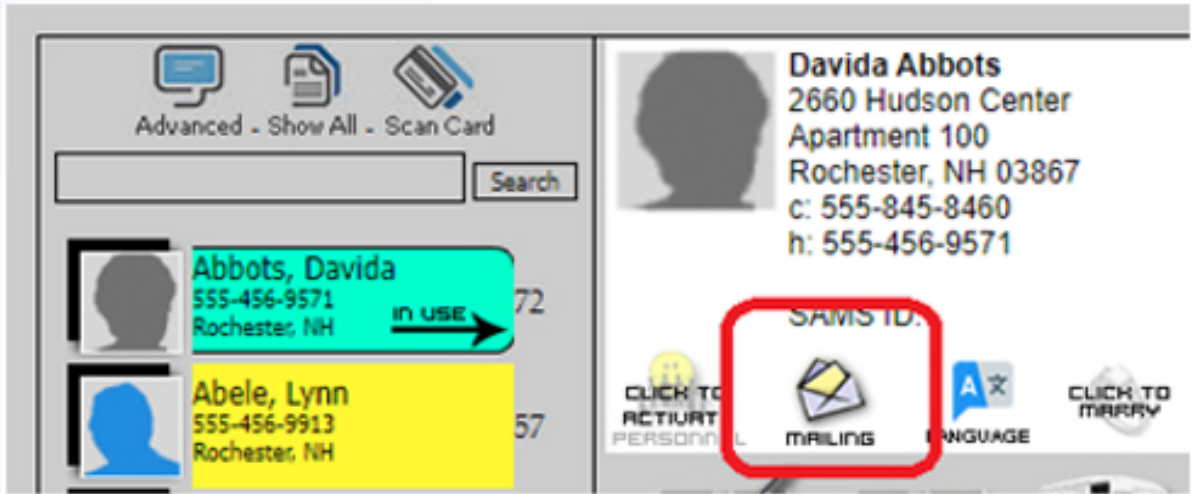 Advanced - Show All - Scan Card
Search
Abbots, Davida
555-456-9571
Rochester, NH
IN USE
72
Abele, Lynn
555-456-9913
Rochester, NH
57
Davida Abbots
2660 Hudson Center
Apartment 100
Rochester, NH 03867
c: 555-845-8460
h: 555-456-9571
SAMS ID:
CLICK TO
MAILING
LANGUAGE
CLICK TO
MARRY